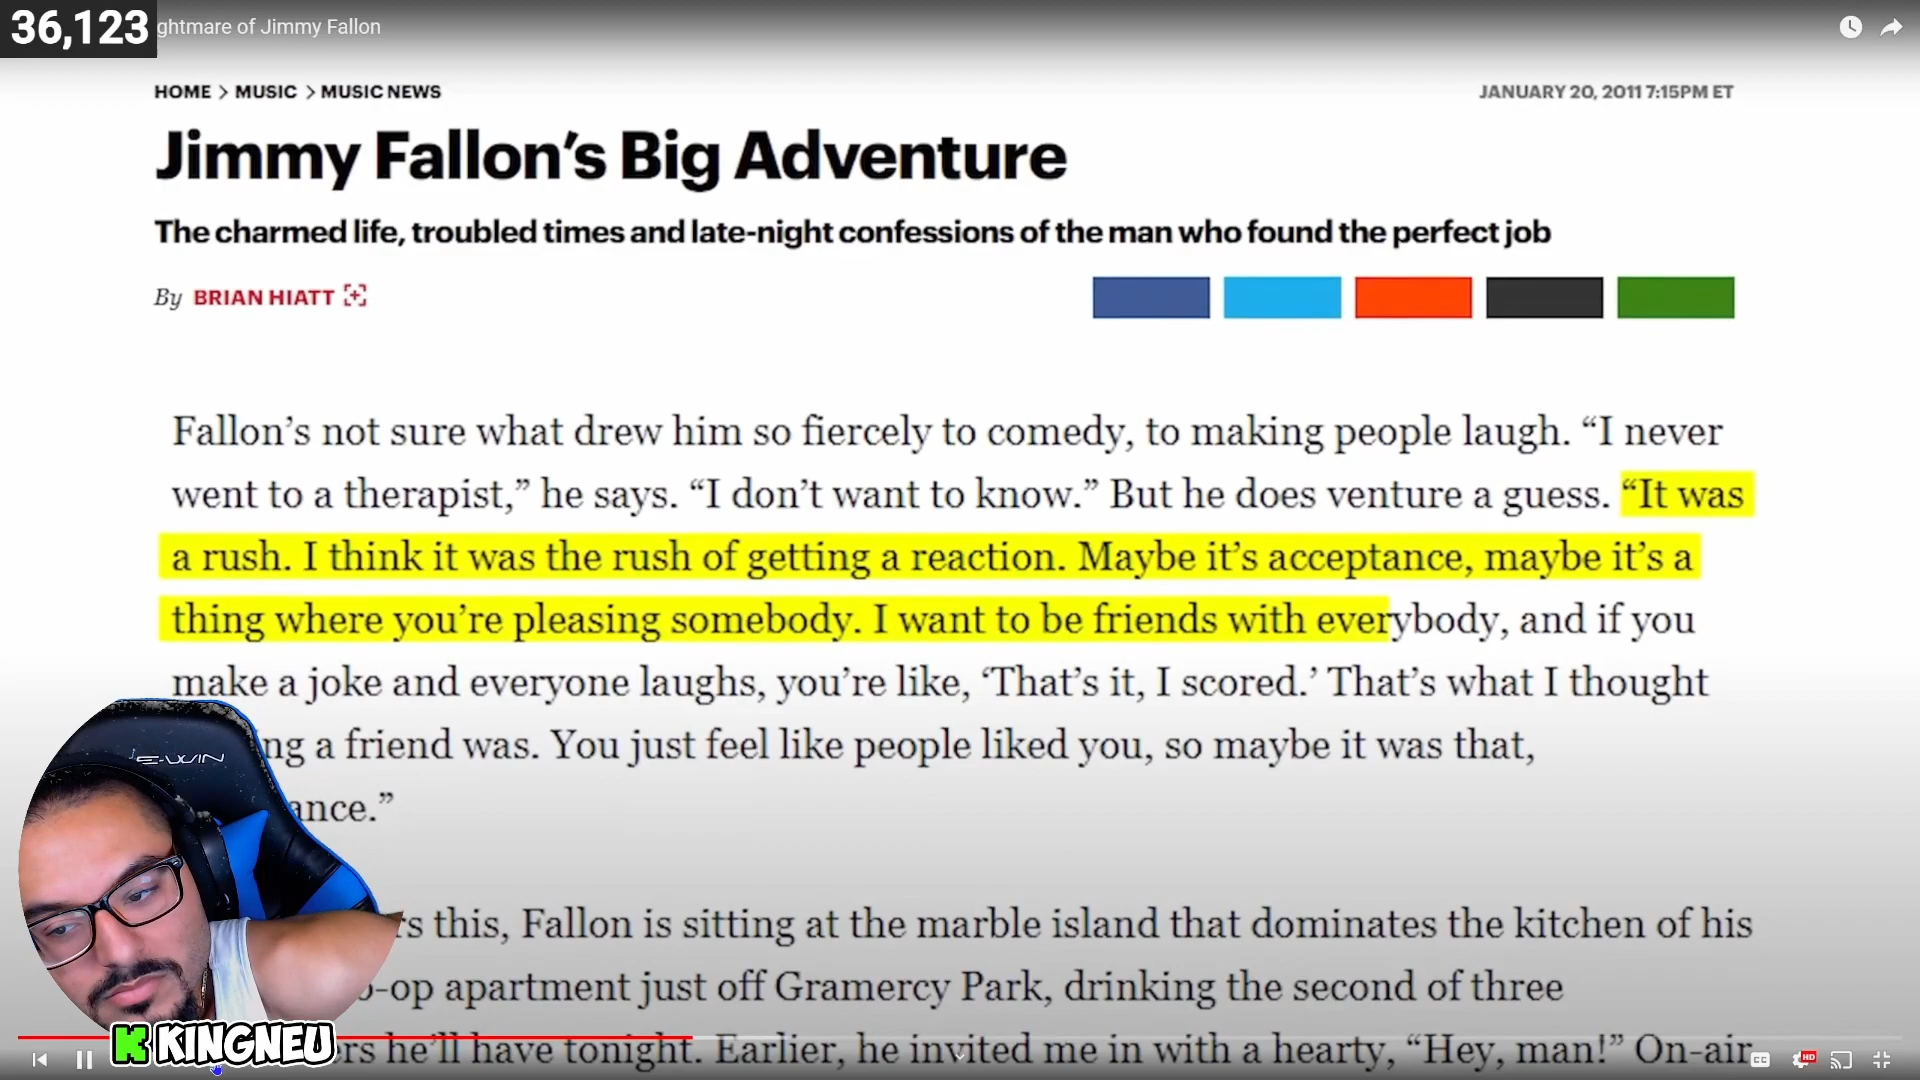 36,123
ghtmare of Jimmy Fallon
HOME > MUSIC > MUSIC NEWS
JANUARY 20, 2011 7:15PM ET
Jimmy Fallon’s Big Adventure
The charmed life, troubled times and late-night confessions of the man who found the perfect job
By BRIAN HIATT
Fallon’s not sure what drew him so fiercely to comedy, to making people laugh. “I never
went to a therapist,” he says. “I don’t want to know.” But he does venture a guess. “It was
a rush. I think it was the rush of getting a reaction. Maybe it’s acceptance, maybe it’s a
thing where you’re pleasing somebody. I want to be friends with everybody, and if you
make a joke and everyone laughs, you’re like, ‘That’s it, I scored.’ That’s what I thought
ng a friend was. You just feel like people liked you, so maybe it was that,
ance.”
E-WIN
rs this, Fallon is sitting at the marble island that dominates the kitchen of his
o-op apartment just off Gramercy Park, drinking the second of three
ers he’ll have tonight. Earlier, he invited me in with a hearty, “Hey, man!” On-air
K KINGNEU
CC
HD